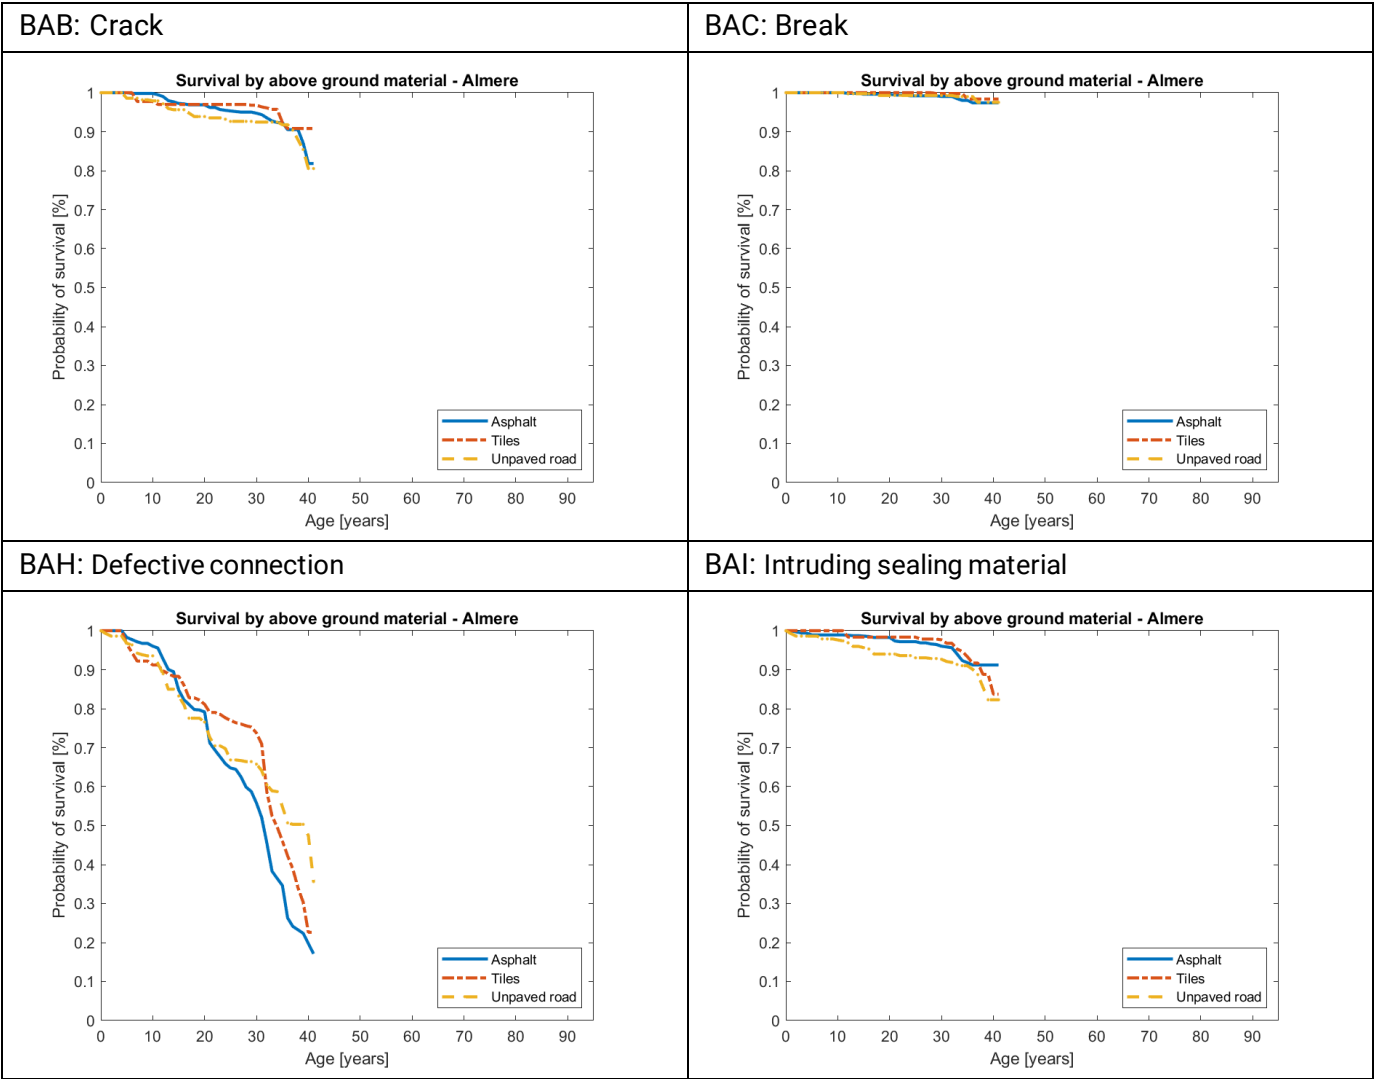 BAB: Crack
BAC: Break
Survival by above ground material - Almere
1
0.9
0.8
0.7
0.6
0.5
0.4
0.3
0.2
0.1
0
Probability of survival [%]
0 10 20 30 40 50 60 70 80 90
Age [years]
Asphalt
Tiles
Unpaved road
Survival by above ground material - Almere
1
0.9
0.8
0.7
0.6
0.5
0.4
0.3
0.2
0.1
0
Probability of survival [%]
0 10 20 30 40 50 60 70 80 90
Age [years]
Asphalt
Tiles
Unpaved road
BAH: Defective connection
BAI: Intruding sealing material
Survival by above ground material - Almere
1
0.9
0.8
0.7
0.6
0.5
0.4
0.3
0.2
0.1
0
Probability of survival [%]
0 10 20 30 40 50 60 70 80 90
Age [years]
Asphalt
Tiles
Unpaved road
Survival by above ground material - Almere
1
0.9
0.8
0.7
0.6
0.5
0.4
0.3
0.2
0.1
0
Probability of survival [%]
0 10 20 30 40 50 60 70 80 90
Age [years]
Asphalt
Tiles
Unpaved road